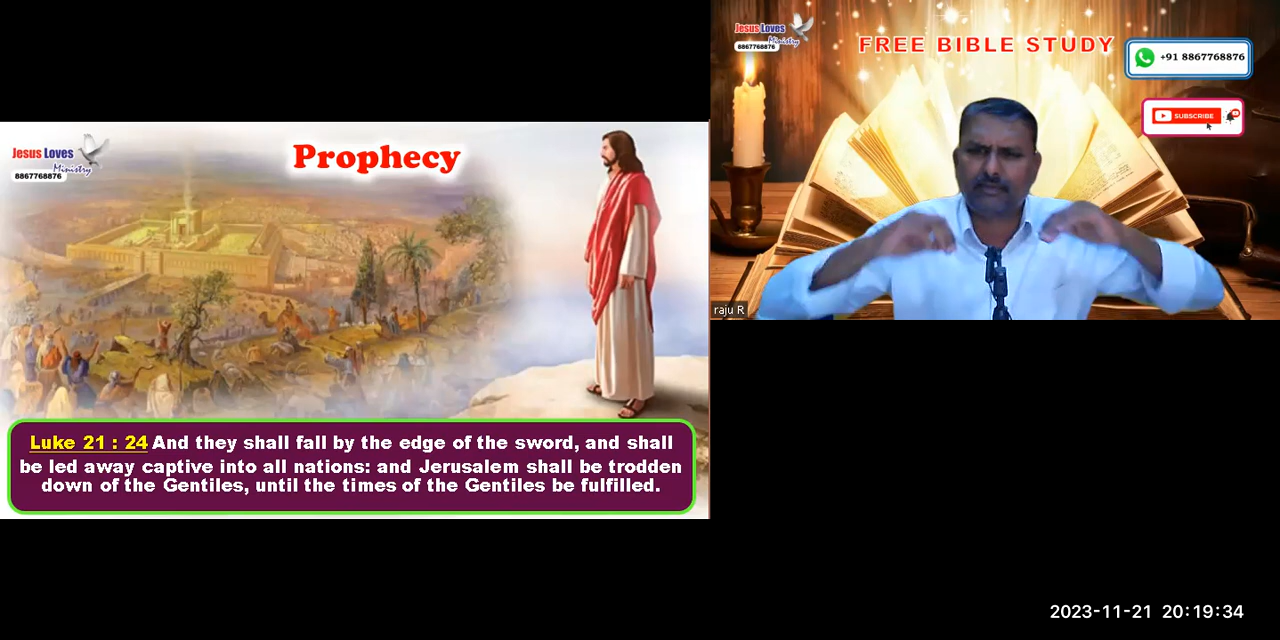 Jesus Loves
Ministry
8867768876
Prophecy
Luke 21 : 24 And they shall fall by the edge of the sword, and shall
be led away captive into all nations: and Jerusalem shall be trodden
down of the Gentiles, until the times of the Gentiles be fulfilled.
Jesus Loves
Ministry
8867768876
FREE BIBLE STUDY
+91 8867768876
SUBSCRIBE
raju R
2023-11-21 20:19:34